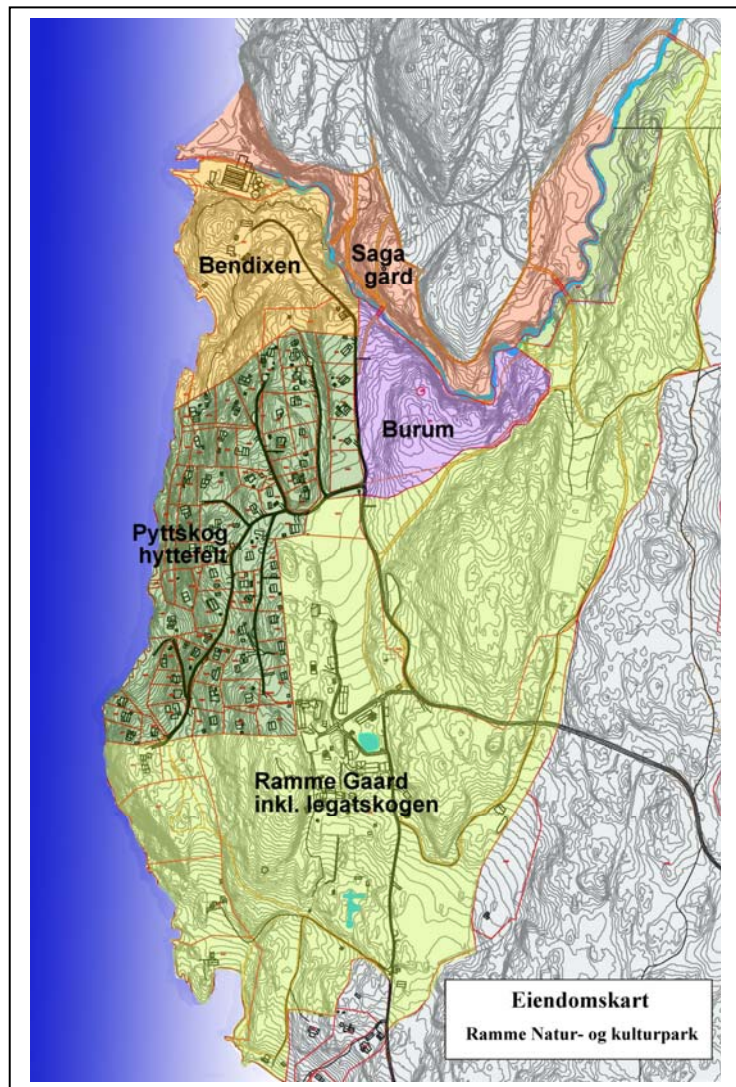 Bendixen
Saga
gård
Burum
Pyttskog
hyttefelt
Ramme Gaard
inkl. legatskogen
Eiendomskart
Ramme Natur- og kulturpark